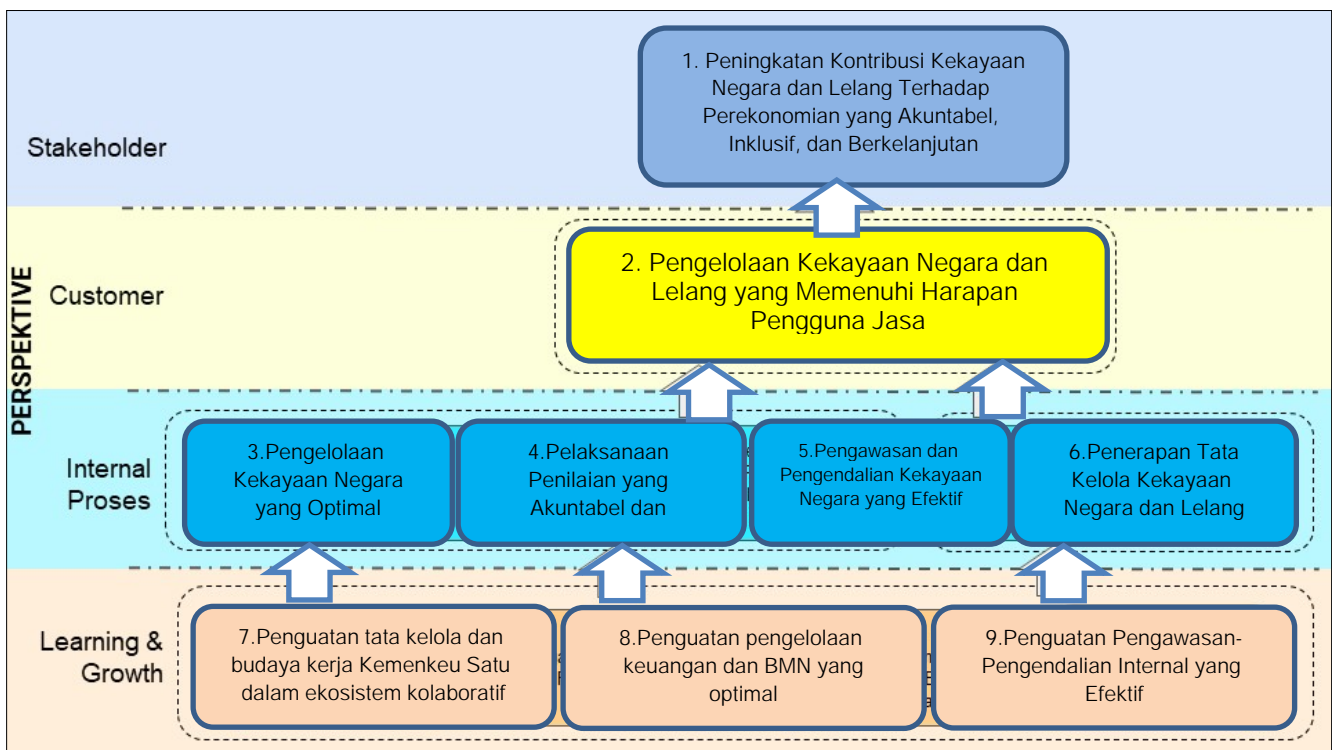 1. Peningkatan Kontribusi Kekayaan
Negara dan Lelang Terhadap
Perekonomian yang Akuntabel,
Inklusif, dan Berkelanjutan
Stakeholder
PERSPEKTIVE
Customer
2. Pengelolaan Kekayaan Negara dan
Lelang yang Memenuhi Harapan
Pengguna Jasa
Internal
Proses
3.Pengelolaan
Kekayaan Negara
yang Optimal
4.Pelaksanaan
Penilaian yang
Akuntabel dan
5.Pengawasan dan
Pengendalian Kekayaan
Negara yang Efektif
6.Penerapan Tata
Kelola Kekayaan
Negara dan Lelang
Learning &
Growth
7.Penguatan tata kelola dan
budaya kerja Kemenkeu Satu
dalam ekosistem kolaboratif
8.Penguatan pengelolaan
keuangan dan BMN yang
optimal
9.Penguatan Pengawasan-
Pengendalian Internal yang
Efektif